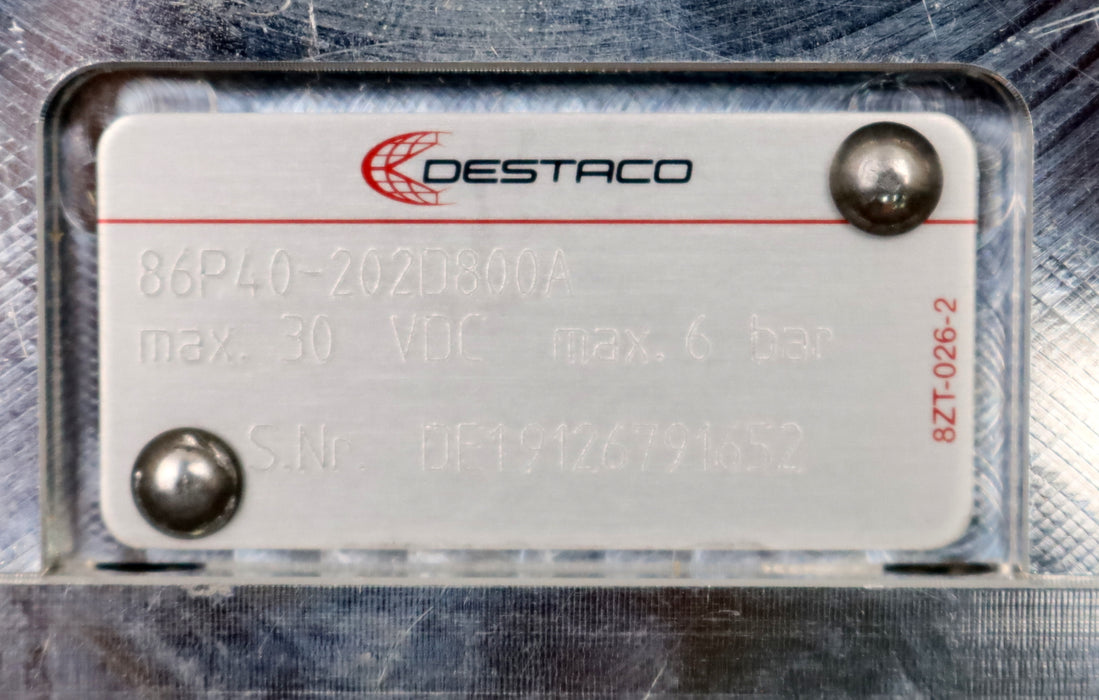 DESTACO
86P40-202D800A
max. 30 VDC max. 6 bar
S.Nr. DE19126791652
8ZT-026-2